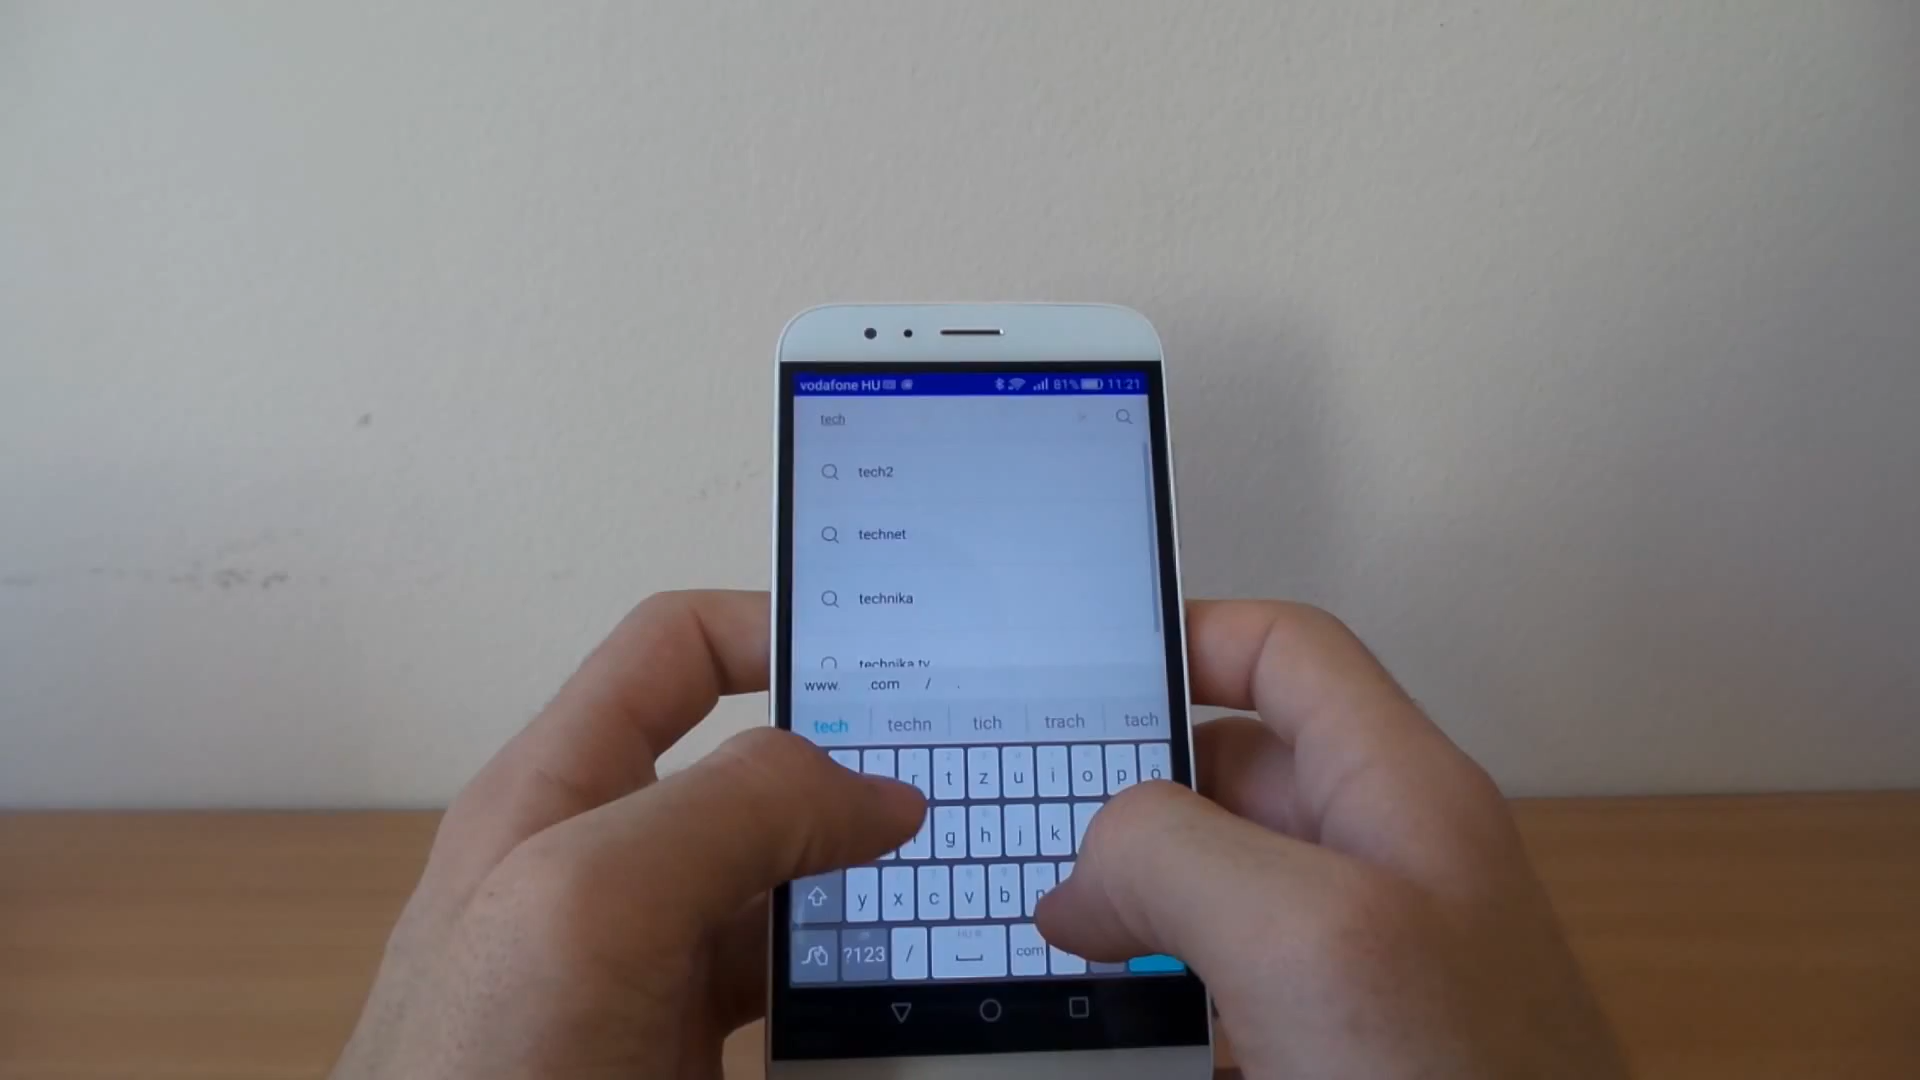 vodafone HU 81% 11:21
tech
tech2
technet
technika
technika tv
www. .com / .
tech techn tich trach tach
r t z u i o p ö
g h j k
y x c v b n
?123 / HU com